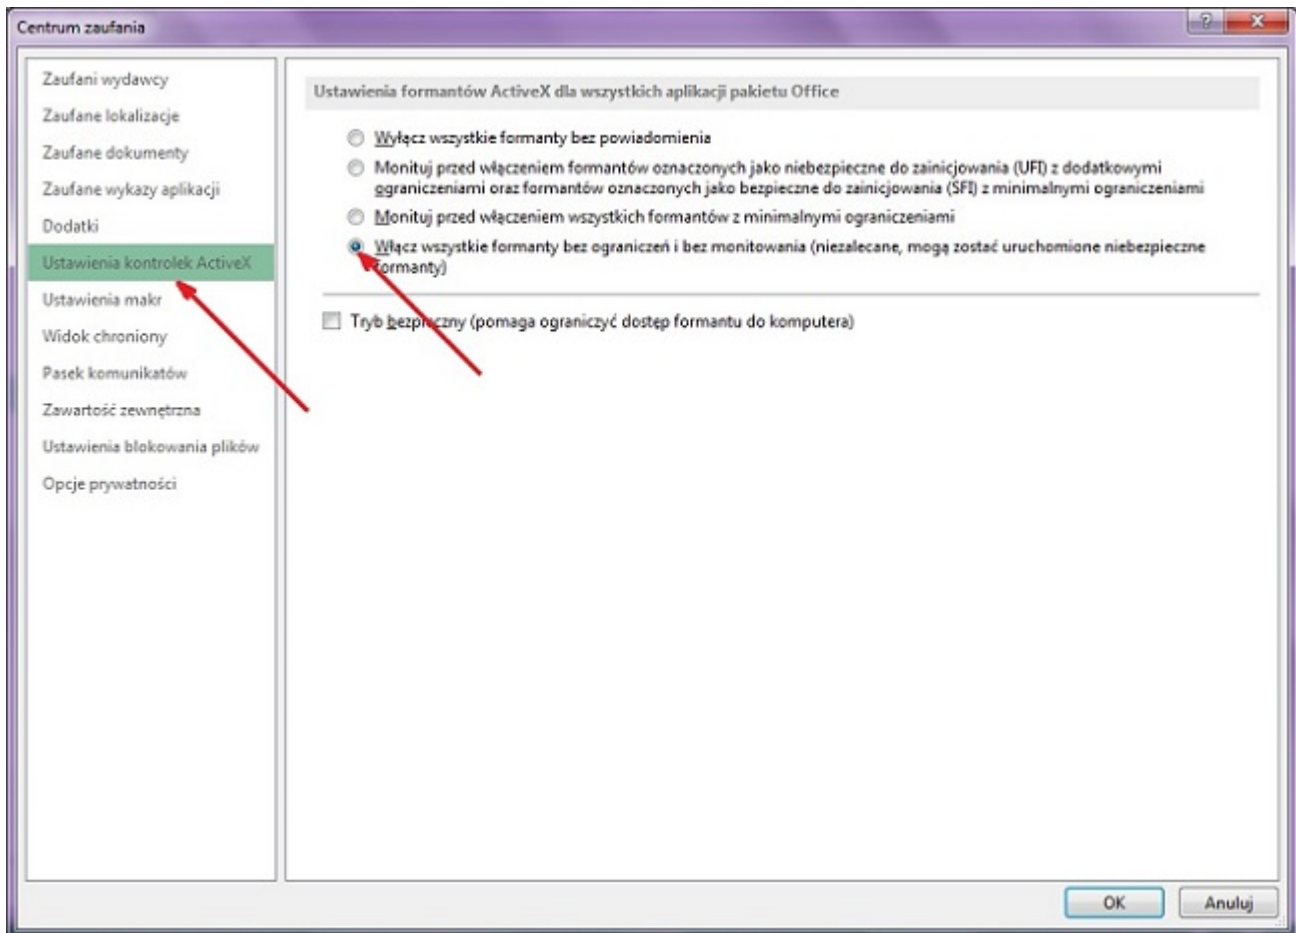 Centrum zaufania
Zaufani wydawcy
Zaufane lokalizacje
Zaufane dokumenty
Zaufane wykazy aplikacji
Dodatki
Ustawienia kontrolek ActiveX
Ustawienia makr
Widok chroniony
Pasek komunikatów
Zawartość zewnętrzna
Ustawienia blokowania plików
Opcje prywatności
Ustawienia formantów ActiveX dla wszystkich aplikacji pakietu Office
Wyłącz wszystkie formanty bez powiadomienia
Monituj przed włączeniem formantów oznaczonych jako niebezpieczne do zainicjowania (UFI) z dodatkowymi
ograniczeniami oraz formantów oznaczonych jako bezpieczne do zainicjowania (SFI) z minimalnymi ograniczeniami
Monituj przed włączeniem wszystkich formantów z minimalnymi ograniczeniami
Włącz wszystkie formanty bez ograniczeń i bez monitowania (niezalecane, mogą zostać uruchomione niebezpieczne
formanty)
Tryb bezpieczny (pomaga ograniczyć dostęp formantu do komputera)
OK
Anuluj